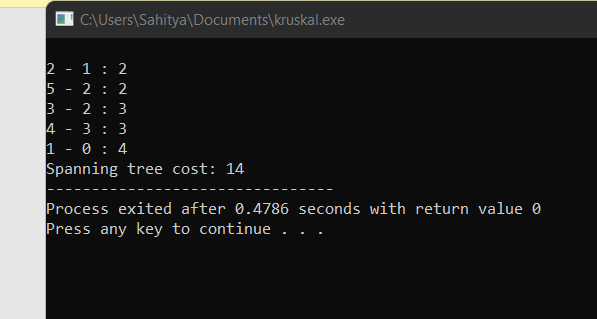 C:\Users\Sahitya\Documents\kruskal.exe
2 - 1 : 2
5 - 2 : 2
3 - 2 : 3
4 - 3 : 3
1 - 0 : 4
Spanning tree cost: 14
--------------------------------
Process exited after 0.4786 seconds with return value 0
Press any key to continue . . .